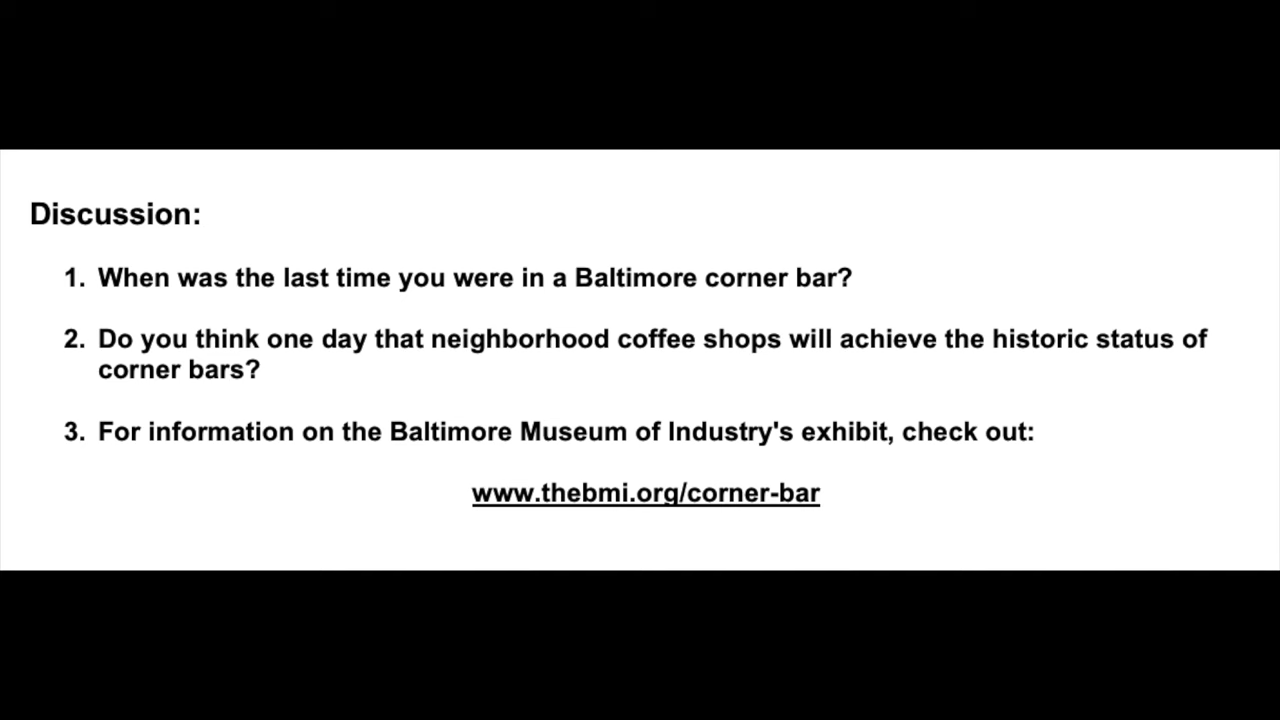 Discussion:
1. When was the last time you were in a Baltimore corner bar?
2. Do you think one day that neighborhood coffee shops will achieve the historic status of
corner bars?
3. For information on the Baltimore Museum of Industry's exhibit, check out:
www.thebmi.org/corner-bar